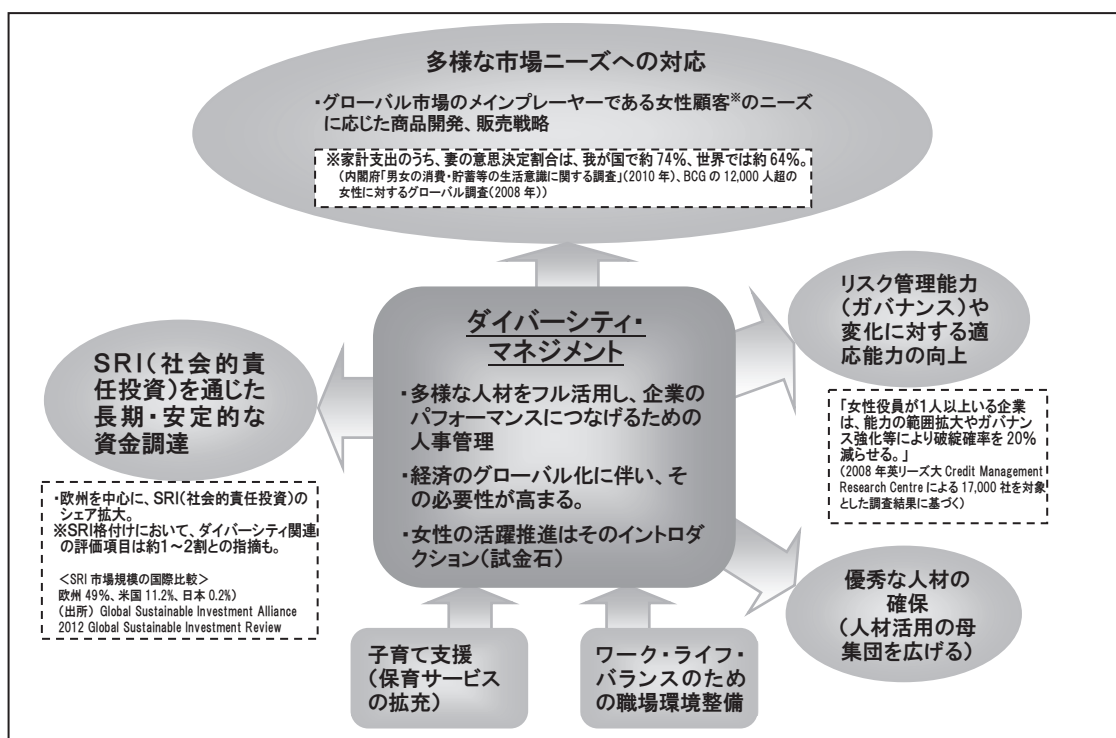 多様な市場ニーズへの対応
・グローバル市場のメインプレーヤーである女性顧客※のニーズ
に応じた商品開発、販売戦略
※家計支出のうち、妻の意思決定割合は、我が国で約74%、世界では約64%。
（内閣府「男女の消費・貯蓄等の生活意識に関する調査」（2010年）、BCGの12,000人超の
女性に対するグローバル調査（2008年））
リスク管理能力
（ガバナンス）や
変化に対する適
応能力の向上
「女性役員が1人以上いる企業
は、能力の範囲拡大やガバナン
ス強化等により破綻確率を20%
減らせる。」
（2008年英リーズ大 Credit Management
Research Centreによる17,000社を対象
とした調査結果に基づく）
ダイバーシティ・
マネジメント
・多様な人材をフル活用し、企業の
パフォーマンスにつなげるための
人事管理
・経済のグローバル化に伴い、そ
の必要性が高まる。
・女性の活躍推進はそのイントロダ
クション（試金石）
SRI（社会的責
任投資）を通じた
長期・安定的な
資金調達
・欧州を中心に、SRI（社会的責任投資）の
シェア拡大。
※SRI格付けにおいて、ダイバーシティ関連
の評価項目は約1～2割との指摘も。
＜SRI市場規模の国際比較＞
欧州49%、米国11.2%、日本0.2%）
（出所）Global Sustainable Investment Alliance
2012 Global Sustainable Investment Review
優秀な人材の
確保
（人材活用の母
集団を広げる）
子育て支援
（保育サービス
の拡充）
ワーク・ライフ・
バランスのため
の職場環境整備